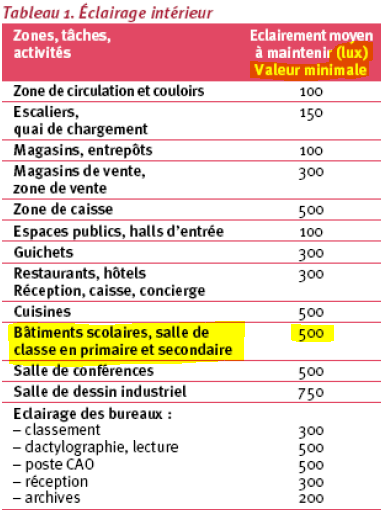 Tableau 1. Éclairage intérieur
Zones, tâches, activités Eclairement moyen à maintenir (lux) Valeur minimale
Zone de circulation et couloirs 100
Escaliers,
quai de chargement 150
Magasins, entrepôts 100
Magasins de vente,
zone de vente 300
Zone de caisse 500
Espaces publics, halls d'entrée 100
Guichets 300
Restaurants, hôtels 300
Réception, caisse, concierge
Cuisines 500
Bâtiments scolaires, salle de 500
classe en primaire et secondaire
Salle de conférences 500
Salle de dessin industriel 750
Eclairage des bureaux :
– classement 300
– dactylographie, lecture 500
– poste CAO 500
– réception 300
– archives 200